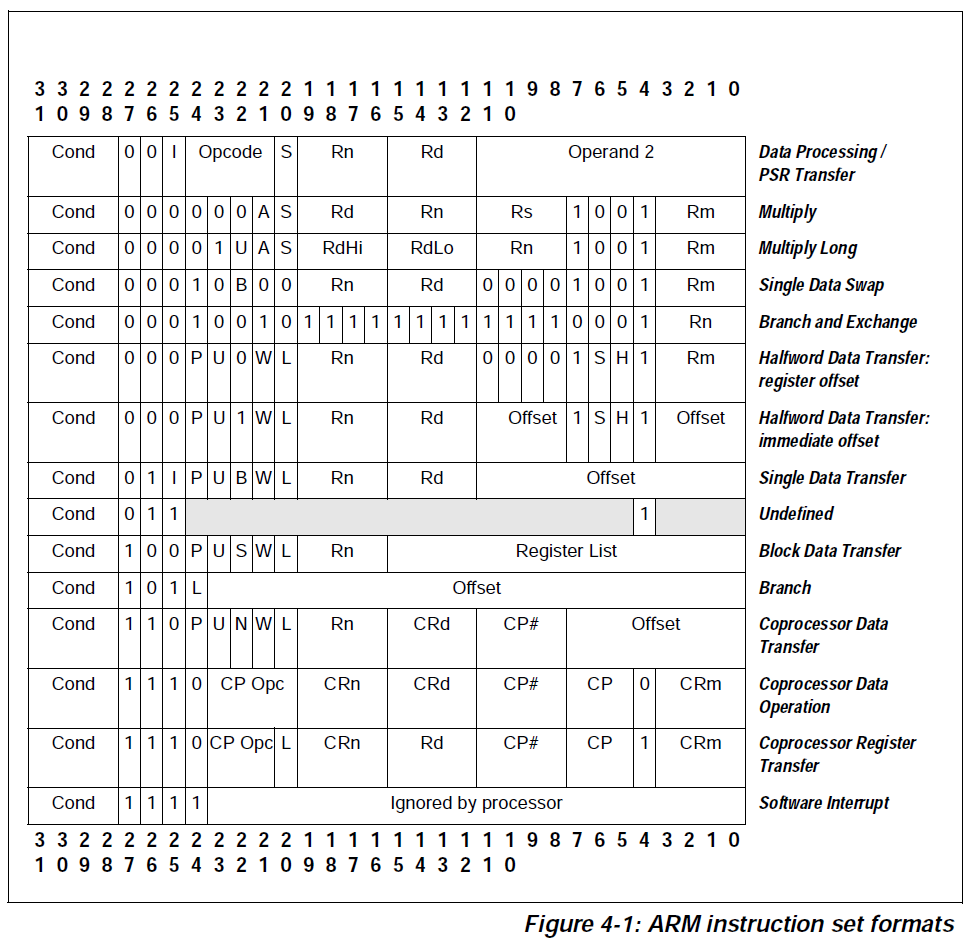 3 3 2 2 2 2 2 2 2 2 2 2 1 1 1 1 1 1 1 1 1 1 9 8 7 6 5 4 3 2 1 0
1 0 9 8 7 6 5 4 3 2 1 0 9 8 7 6 5 4 3 2 1 0
Cond 0 0 I Opcode S Rn Rd Operand 2 Data Processing /
PSR Transfer
Cond 0 0 0 0 0 0 A S Rd Rn Rs 1 0 0 1 Rm Multiply
Cond 0 0 0 0 1 U A S RdHi RdLo Rn 1 0 0 1 Rm Multiply Long
Cond 0 0 0 1 0 B 0 0 Rn Rd 0 0 0 0 1 0 0 1 Rm Single Data Swap
Cond 0 0 0 1 0 0 1 0 1 1 1 1 1 1 1 1 1 1 1 1 0 0 0 1 Rn Branch and Exchange
Cond 0 0 0 P U 0 W L Rn Rd 0 0 0 0 1 S H 1 Rm Halfword Data Transfer:
register offset
Cond 0 0 0 P U 1 W L Rn Rd Offset 1 S H 1 Offset Halfword Data Transfer:
immediate offset
Cond 0 1 I P U B W L Rn Rd Offset Single Data Transfer
Cond 0 1 1 1 Undefined
Cond 1 0 0 P U S W L Rn Register List Block Data Transfer
Cond 1 0 1 L Offset Branch
Cond 1 1 0 P U N W L Rn CRd CP# Offset Coprocessor Data
Transfer
Cond 1 1 1 0 CP Opc CRn CRd CP# CP 0 CRm Coprocessor Data
Operation
Cond 1 1 1 0 CP Opc L CRn Rd CP# CP 1 CRm Coprocessor Register
Transfer
Cond 1 1 1 1 Ignored by processor Software Interrupt
3 3 2 2 2 2 2 2 2 2 2 2 1 1 1 1 1 1 1 1 1 1 9 8 7 6 5 4 3 2 1 0
1 0 9 8 7 6 5 4 3 2 1 0 9 8 7 6 5 4 3 2 1 0
Figure 4-1: ARM instruction set formats